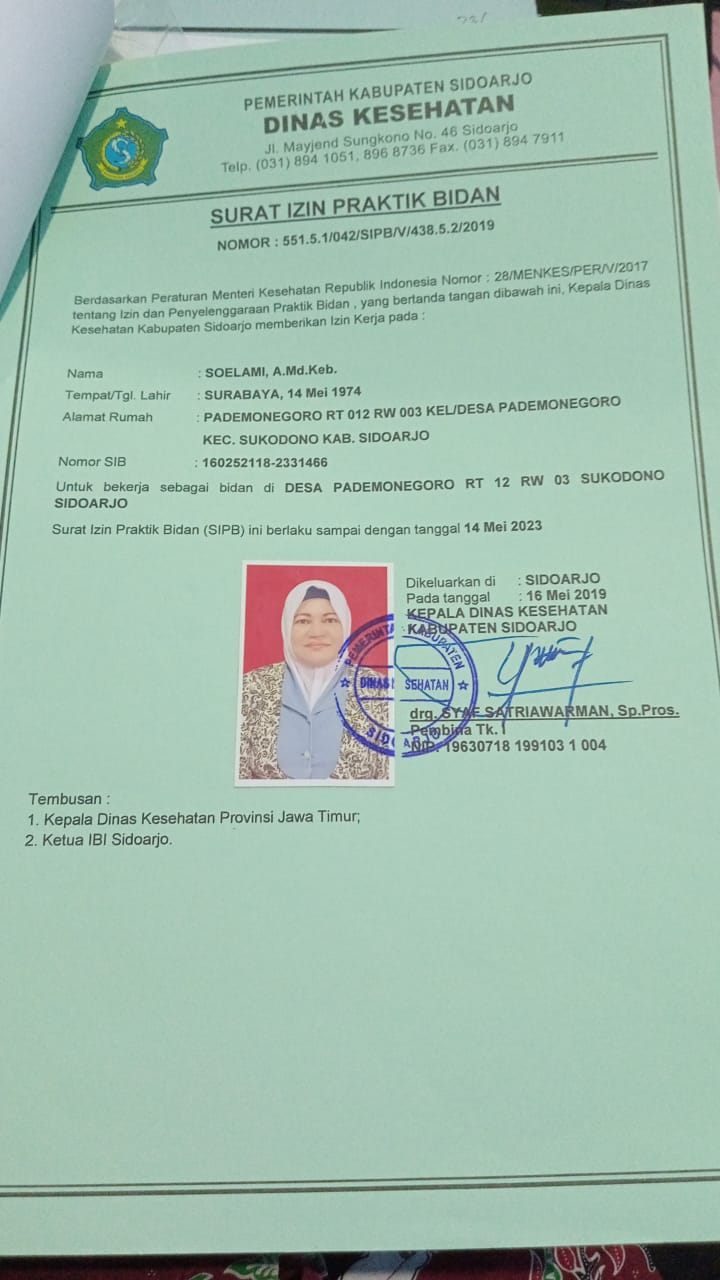 PEMERINTAH KABUPATEN SIDOARJO
DINAS KESEHATAN
Jl. Mayjend Sungkono No. 46 Sidoarjo
Telp. (031) 894 1051, 896 8736 Fax. (031) 894 7911
SURAT IZIN PRAKTIK BIDAN
NOMOR : 551.5.1/042/SIPB/V/438.5.2/2019
Berdasarkan Peraturan Menteri Kesehatan Republik Indonesia Nomor : 28/MENKES/PER/V/2017
tentang Izin dan Penyelenggaraan Praktik Bidan , yang bertanda tangan dibawah ini, Kepala Dinas
Kesehatan Kabupaten Sidoarjo memberikan Izin Kerja pada :
Nama : SOELAMI, A.Md.Keb.
Tempat/Tgl. Lahir : SURABAYA, 14 Mei 1974
Alamat Rumah : PADEMONEGORO RT 012 RW 003 KEL/DESA PADEMONEGORO
KEC. SUKODONO KAB. SIDOARJO
Nomor SIB : 160252118-2331466
Untuk bekerja sebagai bidan di DESA PADEMONEGORO RT 12 RW 03 SUKODONO
SIDOARJO
Surat Izin Praktik Bidan (SIPB) ini berlaku sampai dengan tanggal 14 Mei 2023
Dikeluarkan di : SIDOARJO
Pada tanggal : 16 Mei 2019
KEPALA DINAS KESEHATAN
KABUPATEN SIDOARJO
PEMERINTA KABUPATEN
DINAS SEHATAN
SIDOARJO
drg. SYAF SATRIAWARMAN, Sp.Pros.
Pembina Tk.I
NIP. 19630718 199103 1 004
Tembusan :
1. Kepala Dinas Kesehatan Provinsi Jawa Timur;
2. Ketua IBI Sidoarjo.